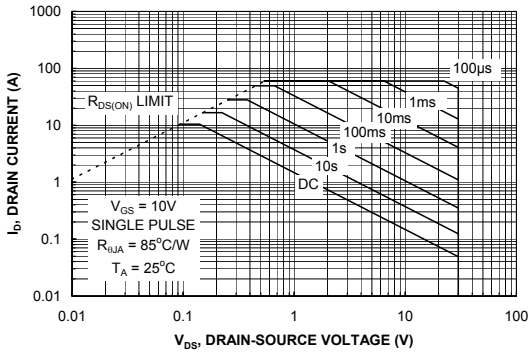 1000
100
10
1
0.1
0.01
I_D, DRAIN CURRENT (A)
R_DS(ON) LIMIT
100μs
1ms
10ms
100ms
1s
10s
DC
V_GS = 10V
SINGLE PULSE
R_θJA = 85°C/W
T_A = 25°C
0.01
0.1
1
10
100
V_DS, DRAIN-SOURCE VOLTAGE (V)